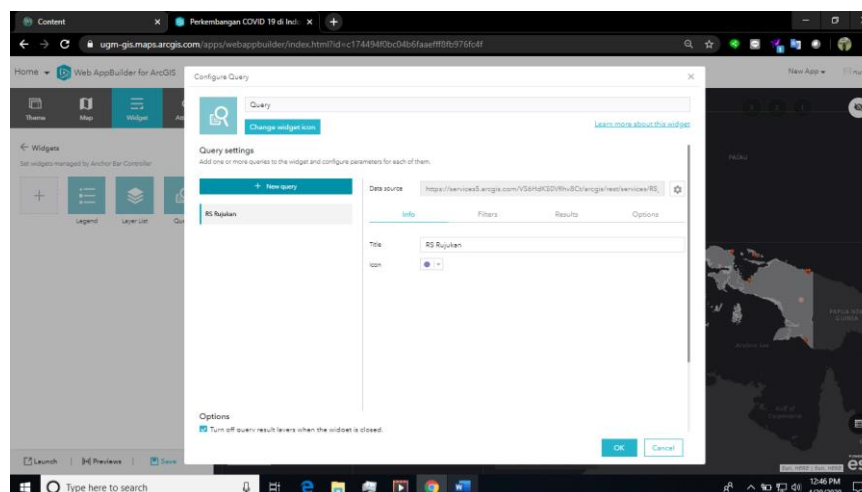 Content
Perkembangan COVID 19 di Indo
ugm-gis.maps.arcgis.com/apps/webappbuilder/index.html?id=c174494f0bc04b6faaefff8fb976fc4f
Home
Web AppBuilder for ArcGIS
New App
Theme
Map
Widget
Widgets
Set widgets managed by Anchor Bar Controller
Legend
Layer List
Configure Query
Query
Change widget icon
Learn more about this widget
Query settings
Add one or more queries to the widget and configure parameters for each of them.
+ New query
RS Rujukan
Data source
Info
Filters
Results
Options
Title
RS Rujukan
Icon
Options
Turn off query result layers when the widget is closed.
OK
Cancel
PALAU
Launch
Previews
Save
Type here to search
12:46 PM